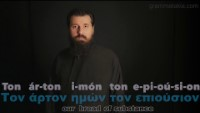 Ton ár-ton i-món ton e-pi-oú-si-on
Τον άρτον ημών τον επιούσιον
our bread of substance